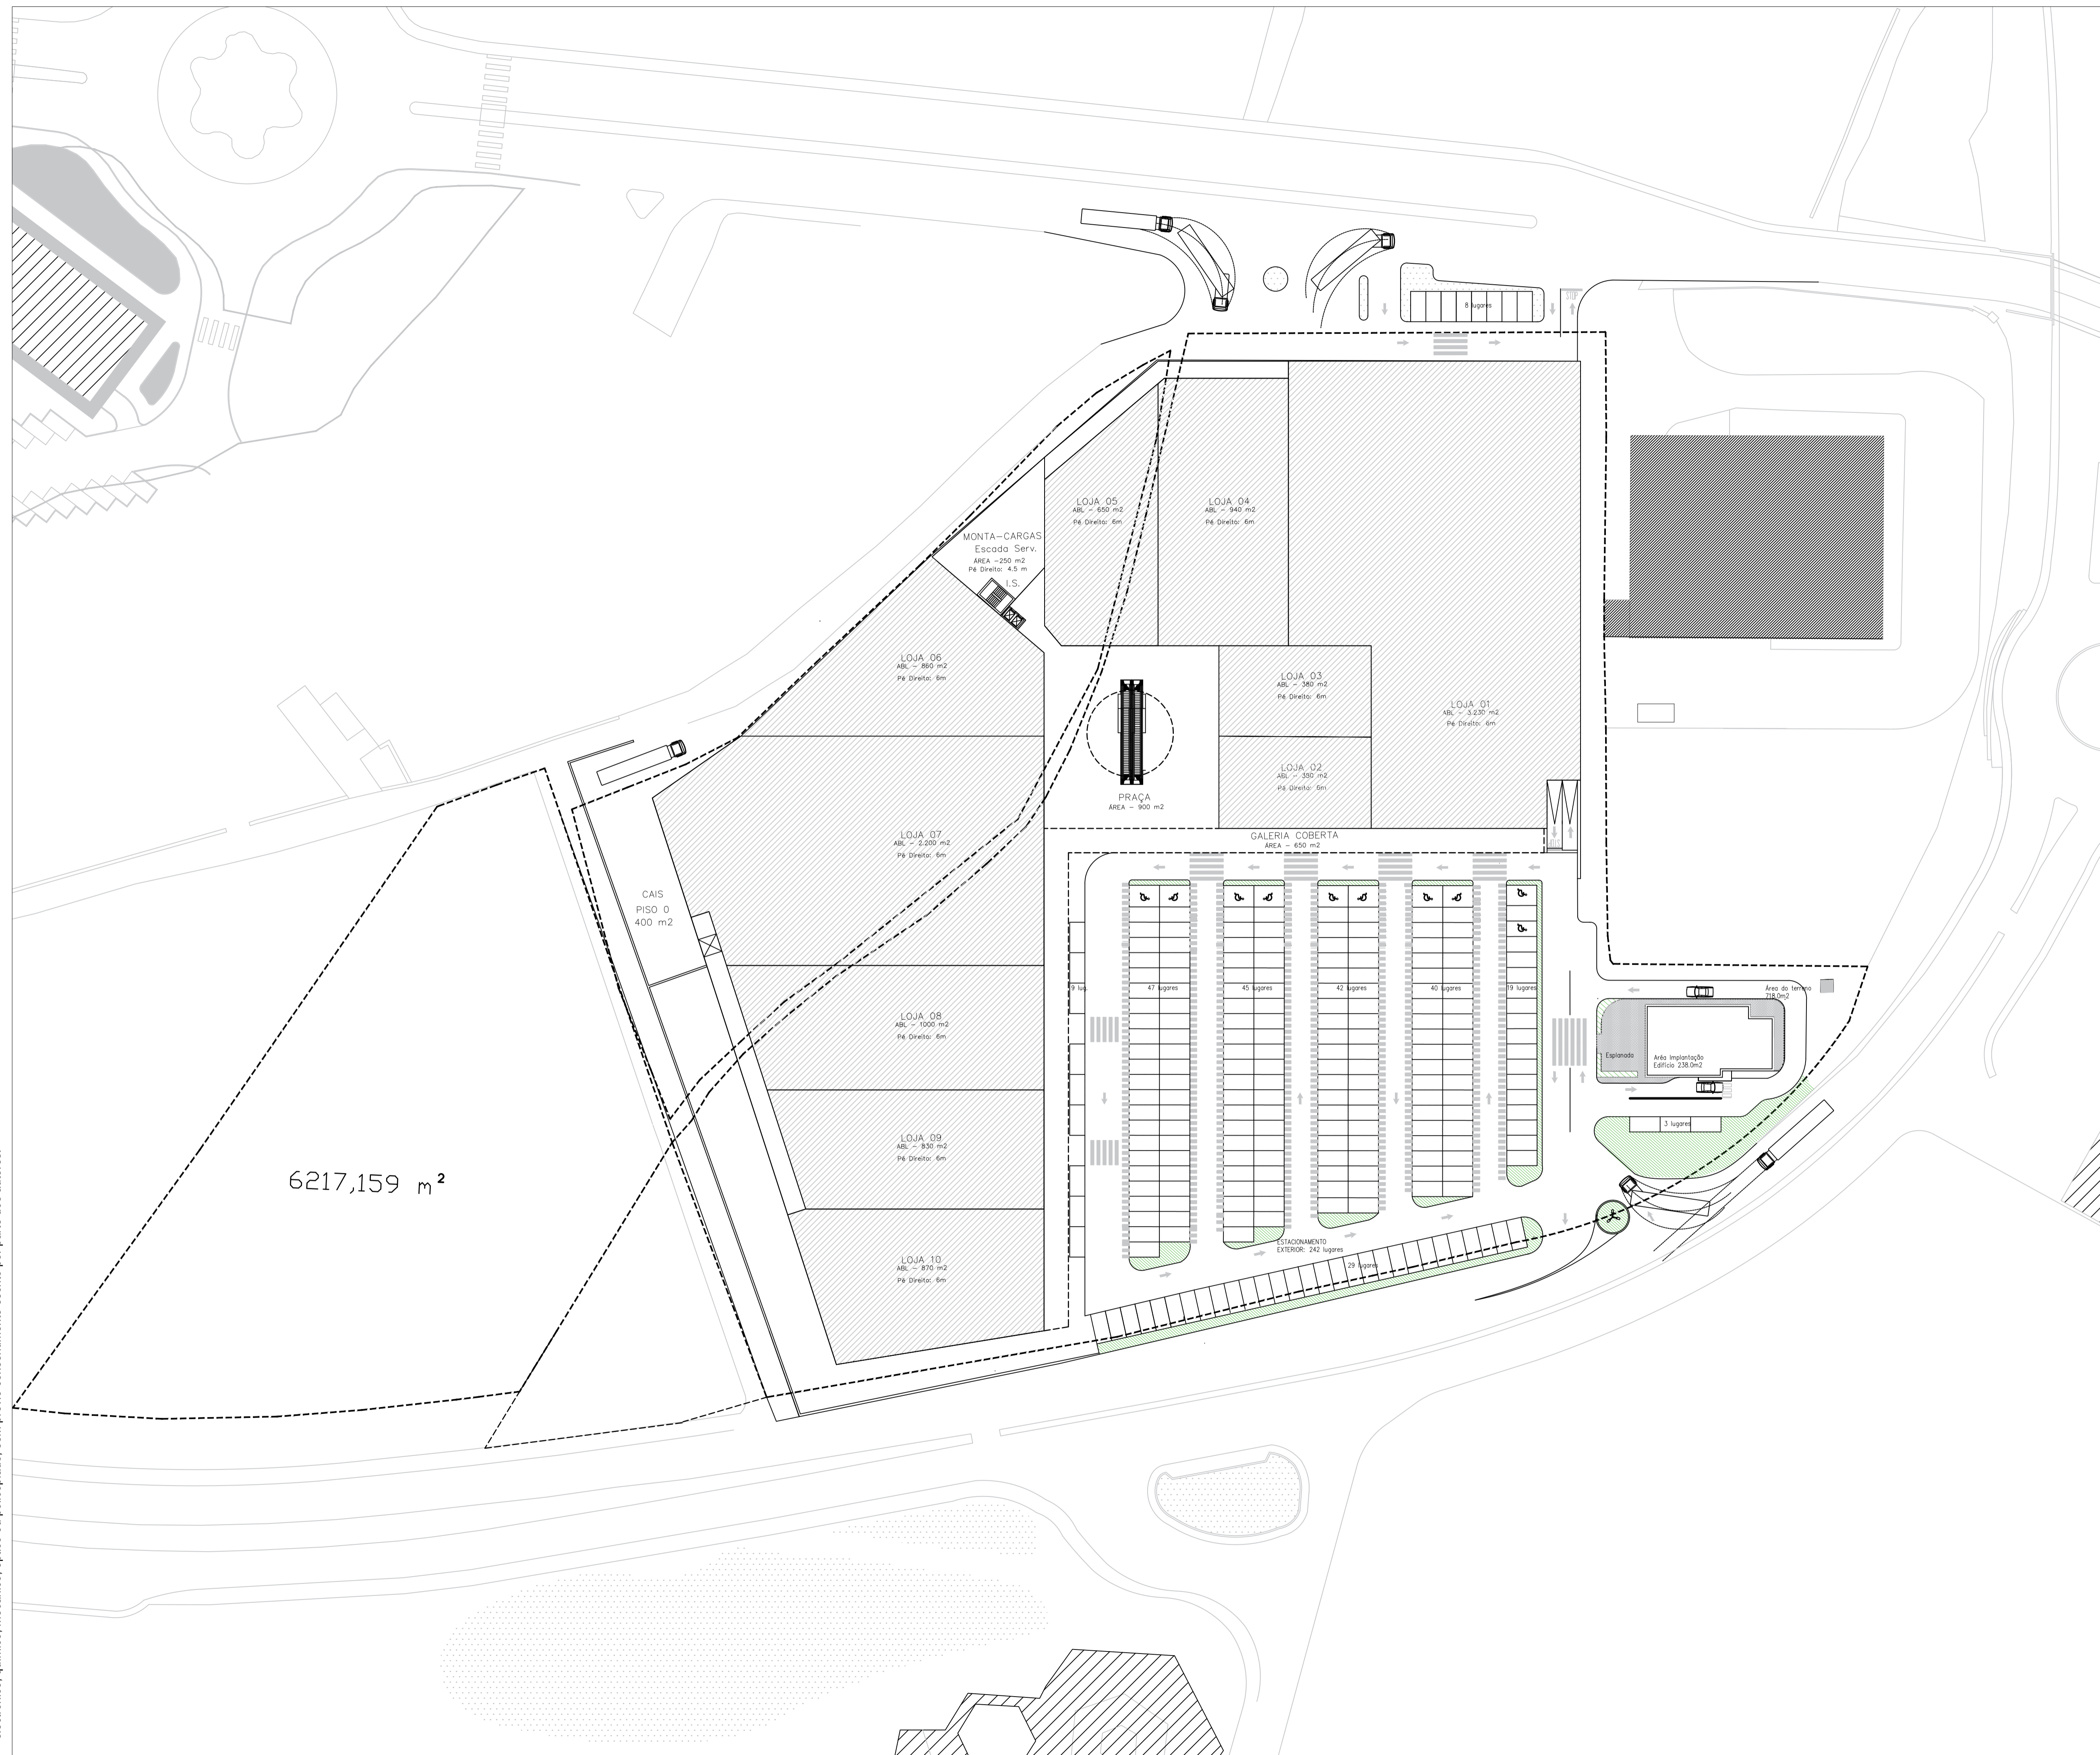 STOP
8 lugares
LOJA 05
ABL - 650 m2
Pé Direito: 6m
LOJA 04
ABL - 940 m2
Pé Direito: 6m
MONTA-CARGAS
Escada Serv.
ÁREA -250 m2
Pé Direito: 4.5 m
I.S.
LOJA 06
ABL - 860 m2
Pé Direito: 6m
LOJA 03
ABL - 380 m2
Pé Direito: 6m
LOJA 01
ABL - 3.230 m2
Pé Direito: 6m
LOJA 02
ABL - 350 m2
Pé Direito: 6m
PRAÇA
ÁREA - 900 m2
GALERIA COBERTA
ÁREA - 650 m2
LOJA 07
ABL - 2.200 m2
Pé Direito: 6m
CAIS
PISO 0
400 m2
9 lug.
47 lugares
45 lugares
42 lugares
40 lugares
19 lugares
Área do terreno
718.0m2
LOJA 08
ABL - 1000 m2
Pé Direito: 6m
Esplanada
Aréa Implantação
Edifício 238.0m2
3 lugares
LOJA 09
ABL - 830 m2
Pé Direito: 6m
6217,159 m²
ESTACIONAMENTO
EXTERIOR: 242 lugares
29 lugares
LOJA 10
ABL - 870 m2
Pé Direito: 6m